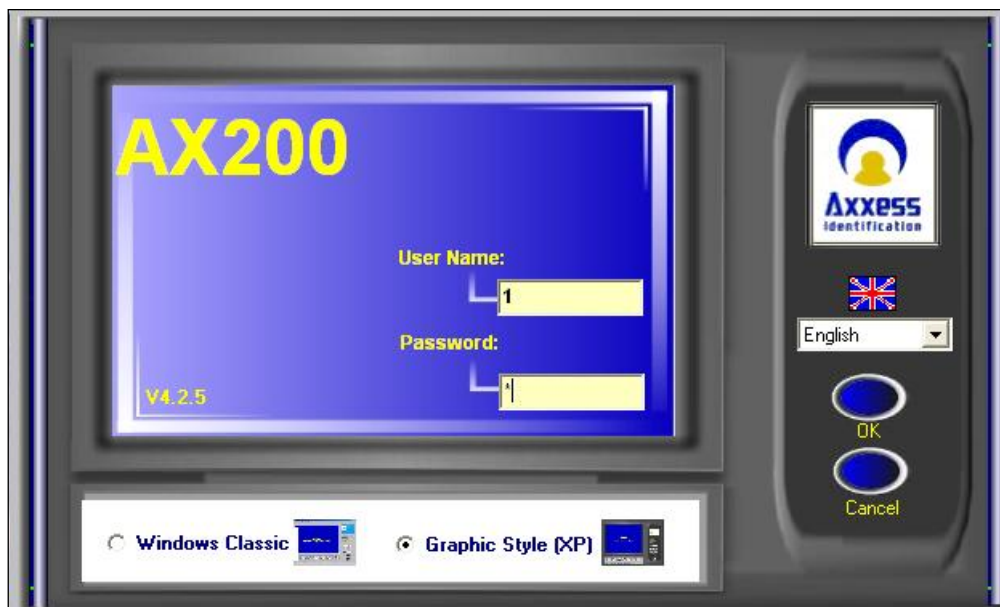 AX200
User Name:
1
Password:
*
V4.2.5
Windows Classic
Graphic Style (XP)
Axxess
Identification
English
OK
Cancel